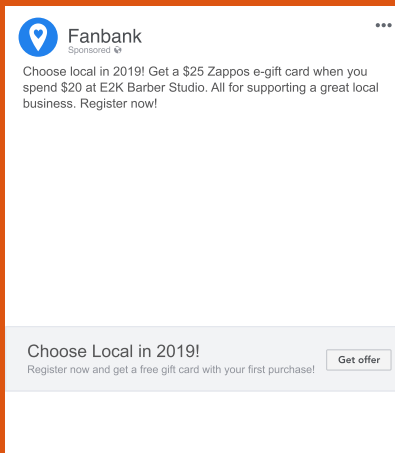 Fanbank
Sponsored
Choose local in 2019! Get a $25 Zappos e-gift card when you
spend $20 at E2K Barber Studio. All for supporting a great local
business. Register now!
Choose Local in 2019!
Register now and get a free gift card with your first purchase!
Get offer